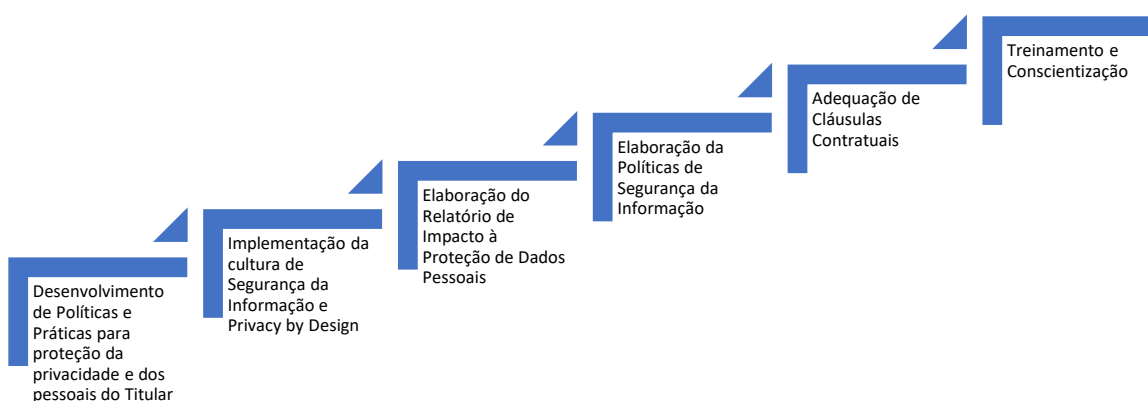 Desenvolvimento
de Políticas e
Práticas para
proteção da
privacidade e dos
pessoais do Titular
Implementação da
cultura de
Segurança da
Informação e
Privacy by Design
Elaboração do
Relatório de
Impacto à
Proteção de Dados
Pessoais
Elaboração da
Políticas de
Segurança da
Informação
Adequação de
Cláusulas
Contratuais
Treinamento e
Conscientização